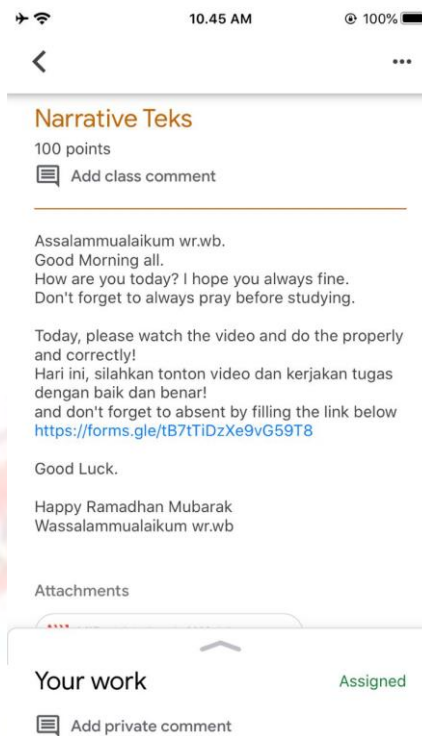 10.45 AM
100%
Narrative Teks
100 points
Add class comment
Assalammualaikum wr.wb.
Good Morning all.
How are you today? I hope you always fine.
Don't forget to always pray before studying.
Today, please watch the video and do the properly
and correctly!
Hari ini, silahkan tonton video dan kerjakan tugas
dengan baik dan benar!
and don't forget to absent by filling the link below
https://forms.gle/tB7tTiDzXe9vG59T8
Good Luck.
Happy Ramadhan Mubarak
Wassalammualaikum wr.wb
Attachments
Your work
Assigned
Add private comment